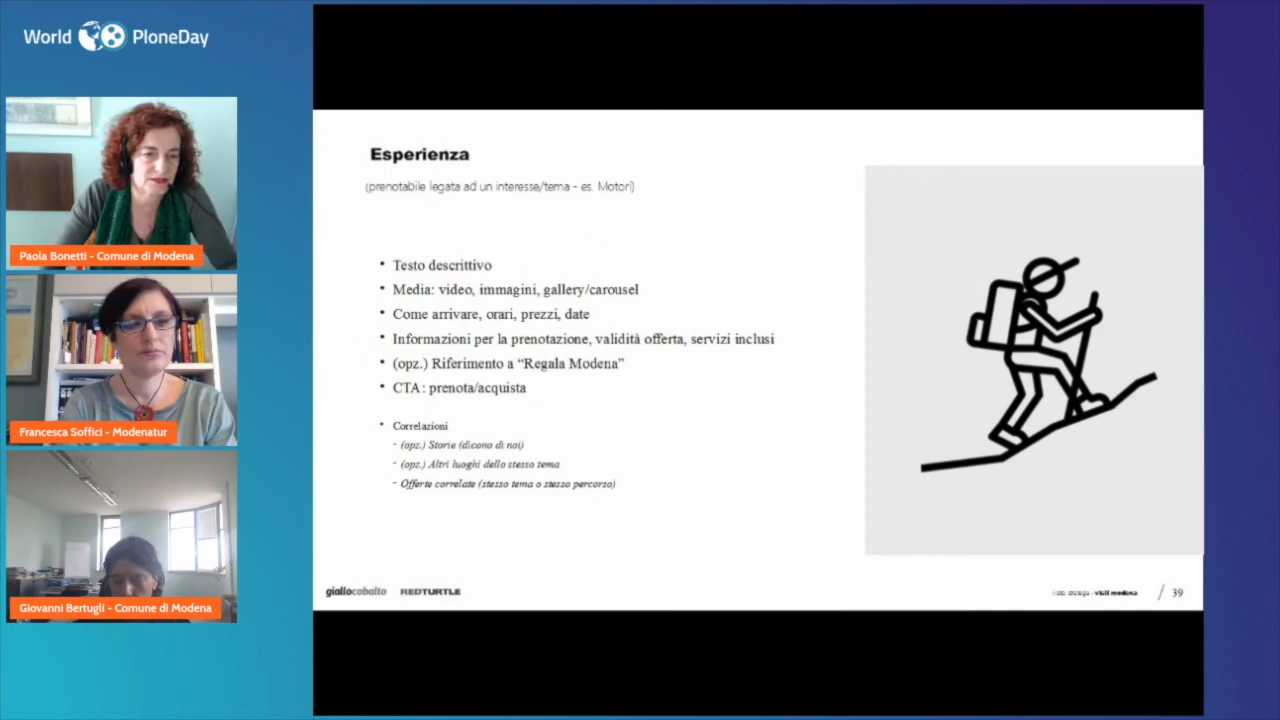 World PloneDay
Paola Bonetti - Comune di Modena
Francesca Soffici - Modenatur
Giovanni Bertugli - Comune di Modena
Esperienza
(prenotabile legata ad un interesse/tema - es. Motori)
• Testo descrittivo
• Media: video, immagini, gallery/carousel
• Come arrivare, orari, prezzi, date
• Informazioni per la prenotazione, validità offerta, servizi inclusi
• (opz.) Riferimento a “Regala Modena”
• CTA: prenota/acquista
• Correlazioni
- (opz.) Storie (dicono di noi)
- (opz.) Altri luoghi dello stesso tema
- Offerte correlate (stesso tema o stesso percorso)
giallocobalto REDTURTLE
- visit modena / 39